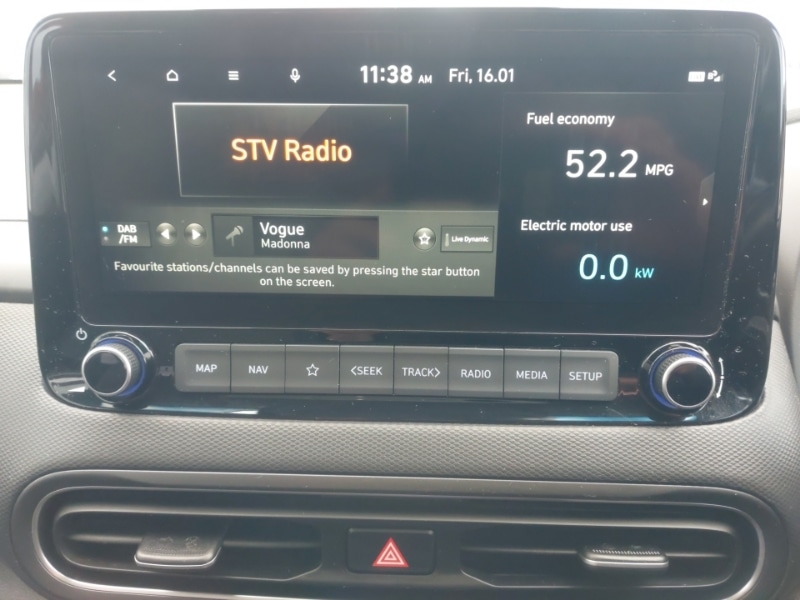 11:38 AM Fri, 16.01
STV Radio
DAB
/FM
Vogue
Madonna
Live Dynamic
Favourite stations/channels can be saved by pressing the star button
on the screen.
Fuel economy
52.2 MPG
Electric motor use
0.0 kW
MAP NAV <SEEK TRACK> RADIO MEDIA SETUP